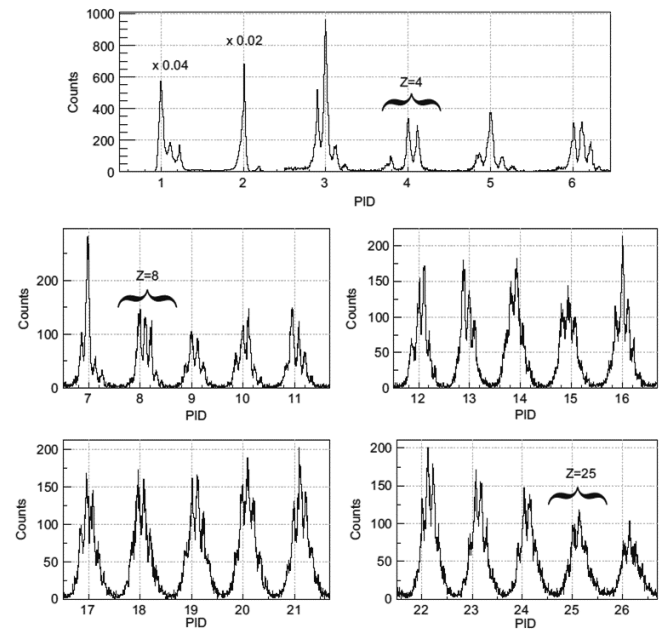 1000
800
600
400
200
0
Counts
x 0.04
x 0.02
Z=4
1 2 3 4 5 6
PID
200
100
0
Counts
Z=8
7 8 9 10 11
PID
200
150
100
50
0
Counts
12 13 14 15 16
PID
200
150
100
50
0
Counts
17 18 19 20 21
PID
200
150
100
50
0
Counts
Z=25
22 23 24 25 26
PID